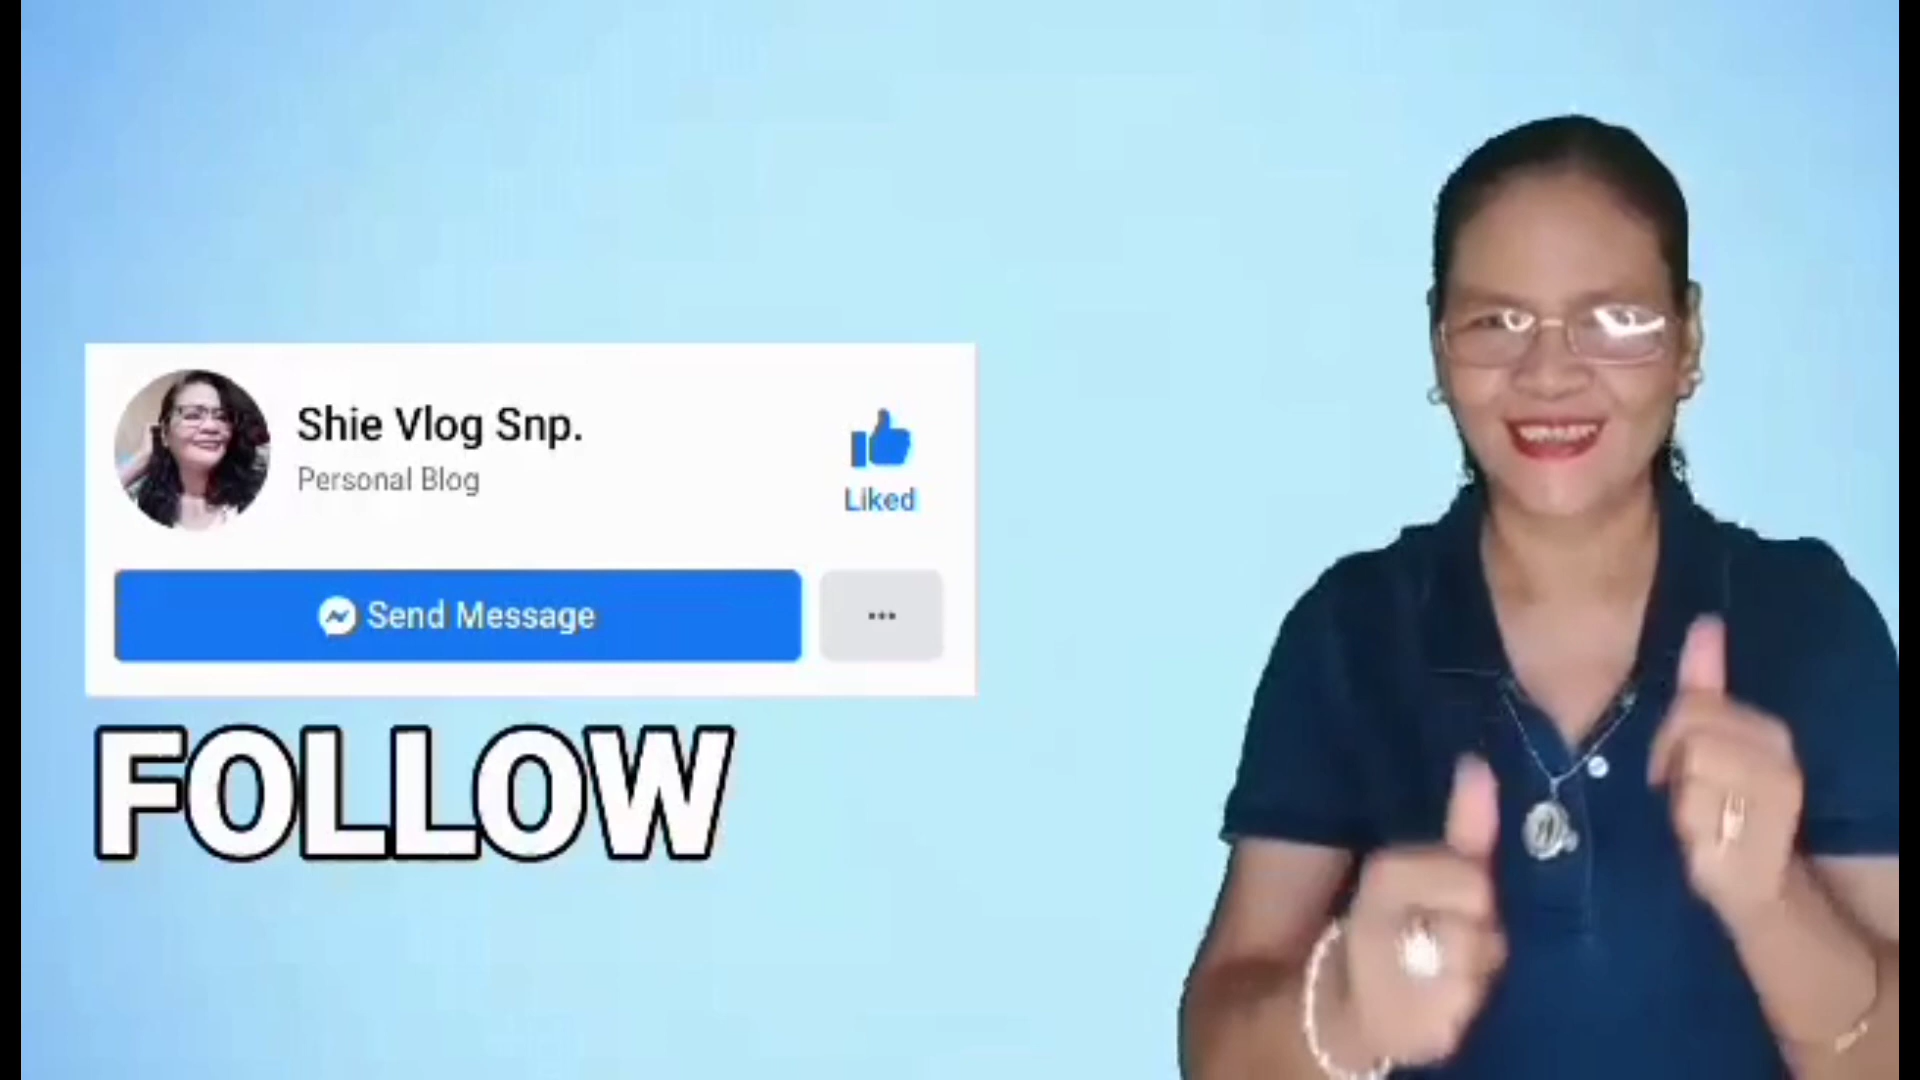 Shie Vlog Snp.
Personal Blog
Liked
Send Message
...
FOLLOW